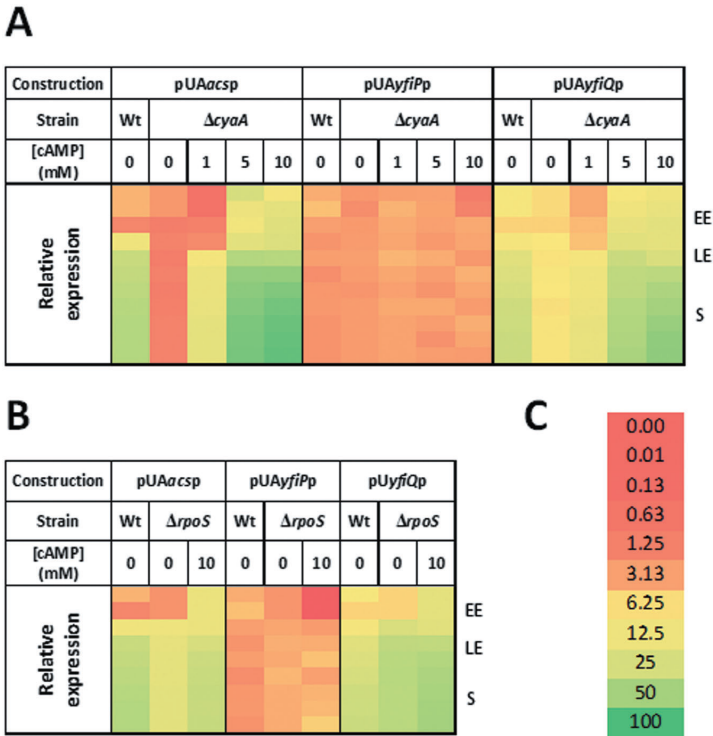 A
Construction pUAacsp pUAyfiPp pUAyfiQp
Strain Wt ΔcyaA Wt ΔcyaA Wt ΔcyaA
[cAMP] (mM) 0 0 1 5 10 0 0 1 5 10 0 0 1 5 10
Relative expression
EE
LE
S
B
Construction pUAacsp pUAyfiPp pUyfiQp
Strain Wt ΔrpoS Wt ΔrpoS Wt ΔrpoS
[cAMP] (mM) 0 0 10 0 0 10 0 0 10
Relative expression
EE
LE
S
C
0.00
0.01
0.13
0.63
1.25
3.13
6.25
12.5
25
50
100